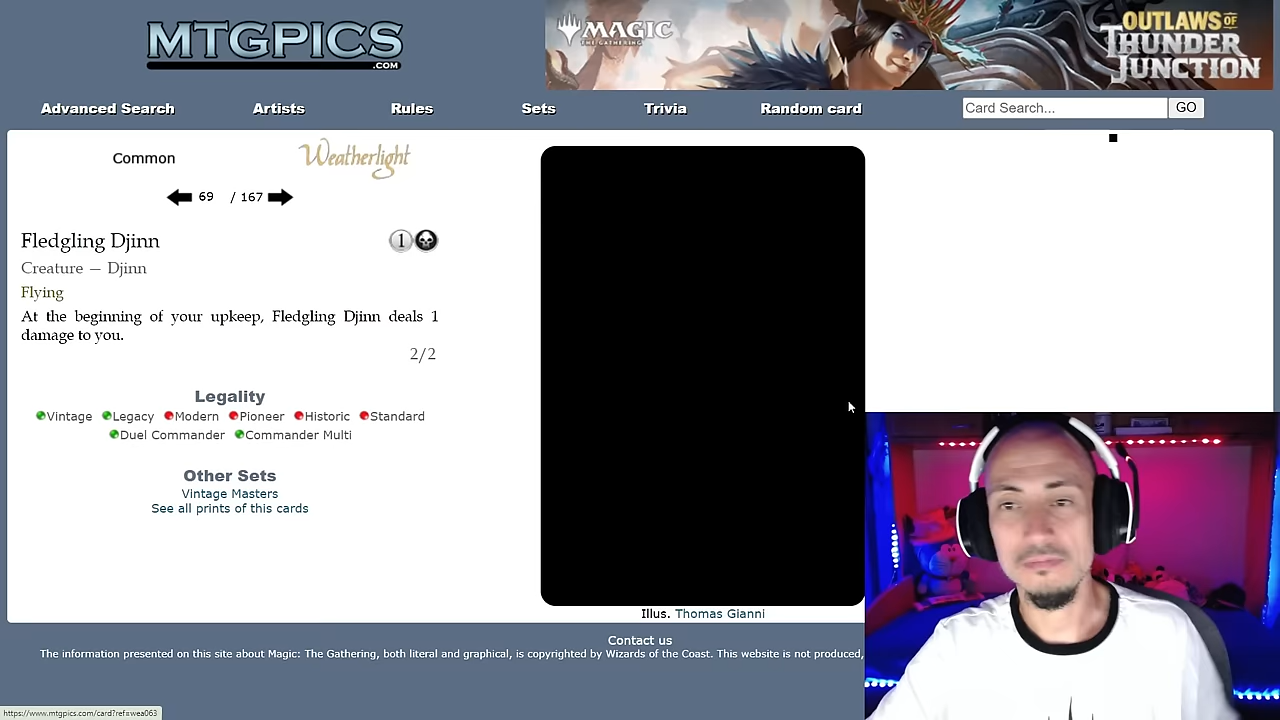 MTGPICS
.COM
MAGIC
THE GATHERING
OUTLAWS OF
THUNDER
JUNCTION
Advanced Search
Artists
Rules
Sets
Trivia
Random card
Card Search...
GO
Common
Weatherlight
69 / 167
Fledgling Djinn
1
Creature — Djinn
Flying
At the beginning of your upkeep, Fledgling Djinn deals 1
damage to you.
2/2
Legality
Vintage Legacy Modern Pioneer Historic Standard
Duel Commander Commander Multi
Other Sets
Vintage Masters
See all prints of this cards
Illus. Thomas Gianni
Contact us
The information presented on this site about Magic: The Gathering, both literal and graphical, is copyrighted by Wizards of the Coast. This website is not produced,
https://www.mtgpics.com/card?ref=wea063